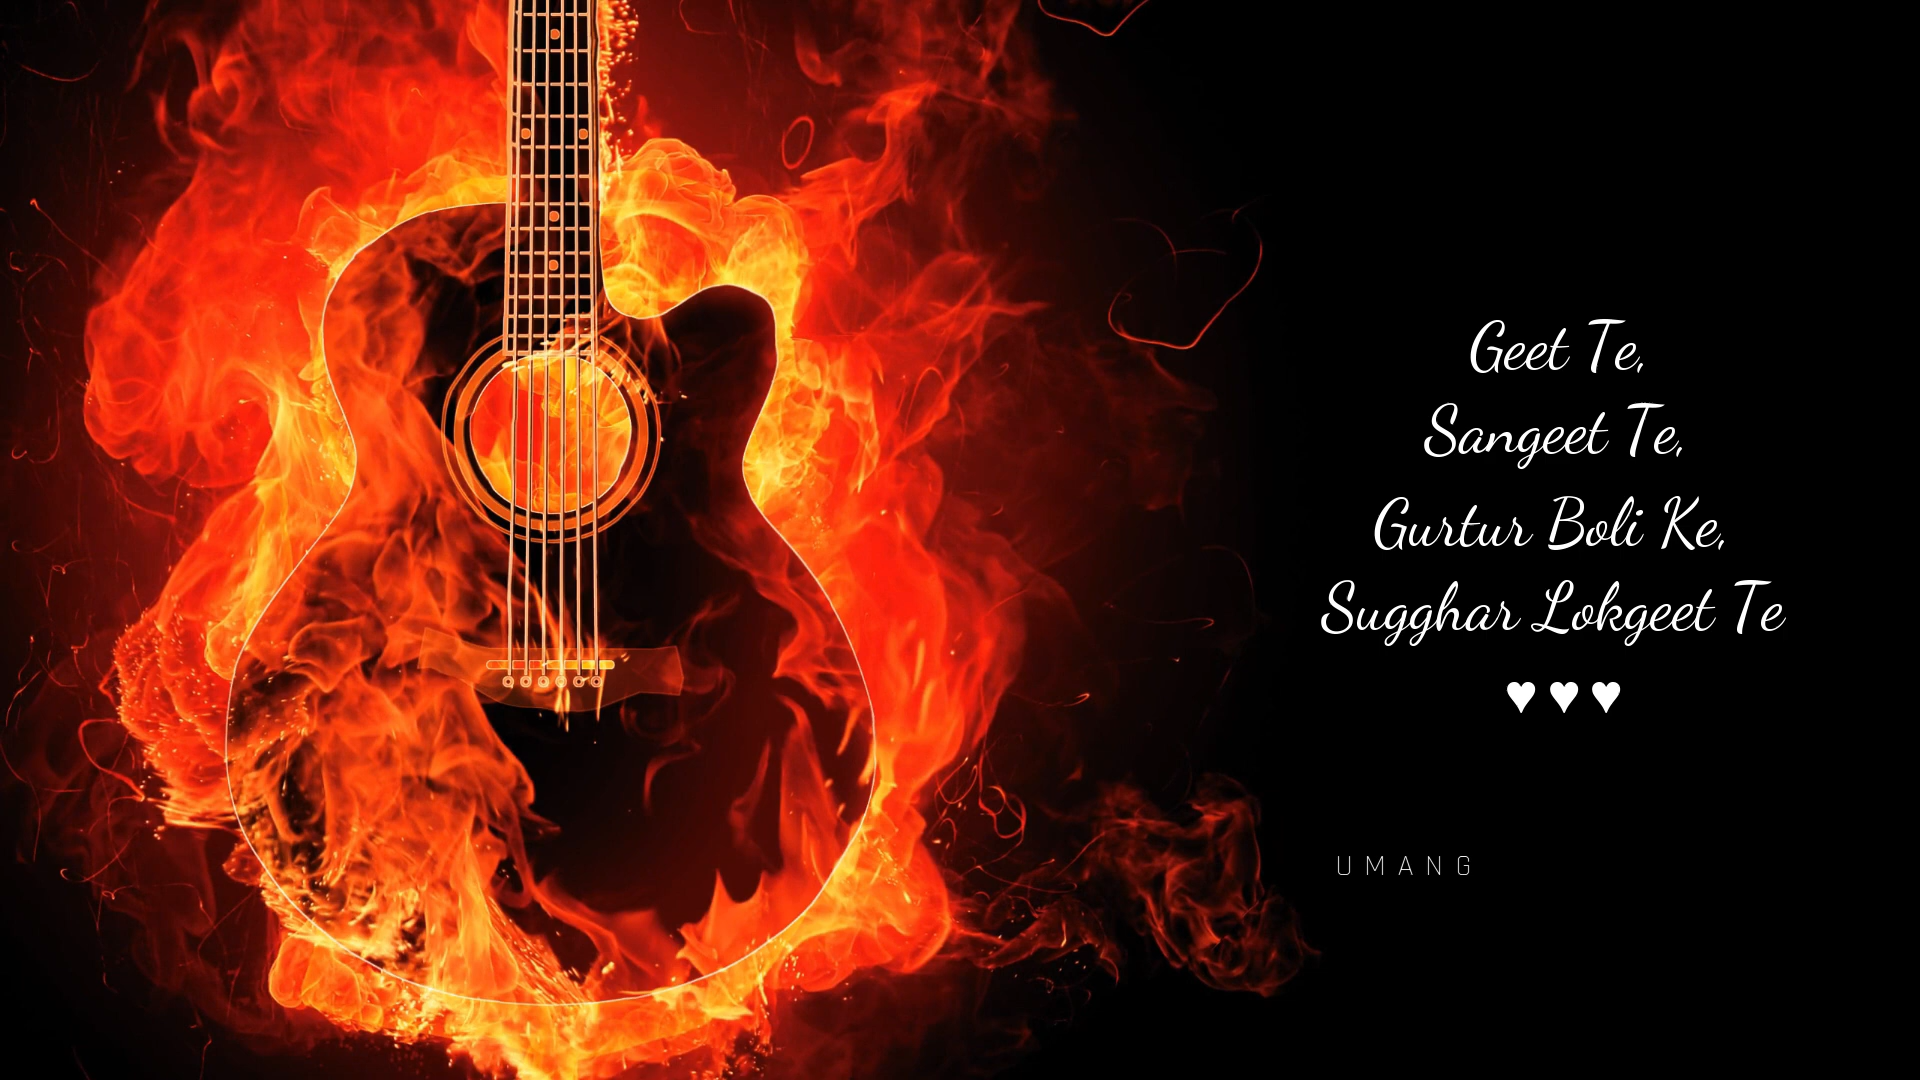 Geet Te,
Sangeet Te,
Gurtur Boli Ke,
Sugghar Lokgeet Te
♥ ♥ ♥
UMANG